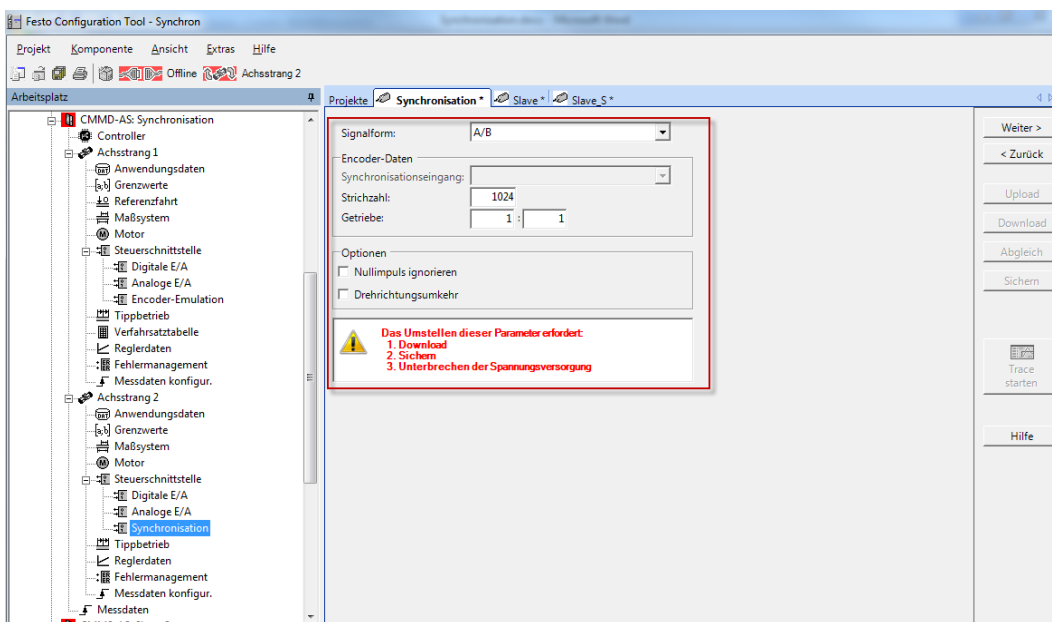 Festo Configuration Tool - Synchron
Projekt Komponente Ansicht Extras Hilfe
Offline Achsstrang 2
Arbeitsplatz
Projekte Synchronisation * Slave * Slave_S *
CMMD-AS: Synchronisation
Controller
Achsstrang 1
Anwendungsdaten
Grenzwerte
Referenzfahrt
Maßsystem
Motor
Steuerschnittstelle
Digitale E/A
Analoge E/A
Encoder-Emulation
Tippbetrieb
Verfahrsatztabelle
Reglerdaten
Fehlermanagement
Messdaten konfigur.
Achsstrang 2
Anwendungsdaten
Grenzwerte
Maßsystem
Motor
Steuerschnittstelle
Digitale E/A
Analoge E/A
Synchronisation
Tippbetrieb
Reglerdaten
Fehlermanagement
Messdaten konfigur.
Messdaten
Signalform: A/B
Encoder-Daten
Synchronisationseingang:
Strichzahl: 1024
Getriebe: 1 : 1
Optionen
Nullimpuls ignorieren
Drehrichtungsumkehr
Das Umstellen dieser Parameter erfordert:
1. Download
2. Sichern
3. Unterbrechen der Spannungsversorgung
Weiter >
< Zurück
Upload
Download
Abgleich
Sichern
Trace
starten
Hilfe